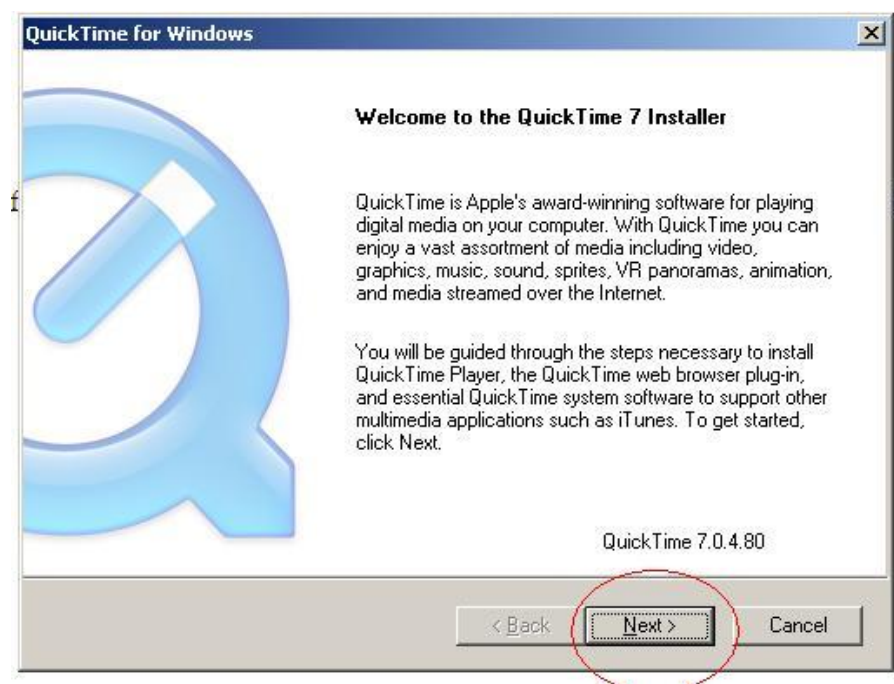 QuickTime for Windows
Welcome to the QuickTime 7 Installer
f
QuickTime is Apple's award-winning software for playing
digital media on your computer. With QuickTime you can
enjoy a vast assortment of media including video,
graphics, music, sound, sprites, VR panoramas, animation,
and media streamed over the Internet.
You will be guided through the steps necessary to install
QuickTime Player, the QuickTime web browser plug-in,
and essential QuickTime system software to support other
multimedia applications such as iTunes. To get started,
click Next.
QuickTime 7.0.4.80
< Back Next > Cancel